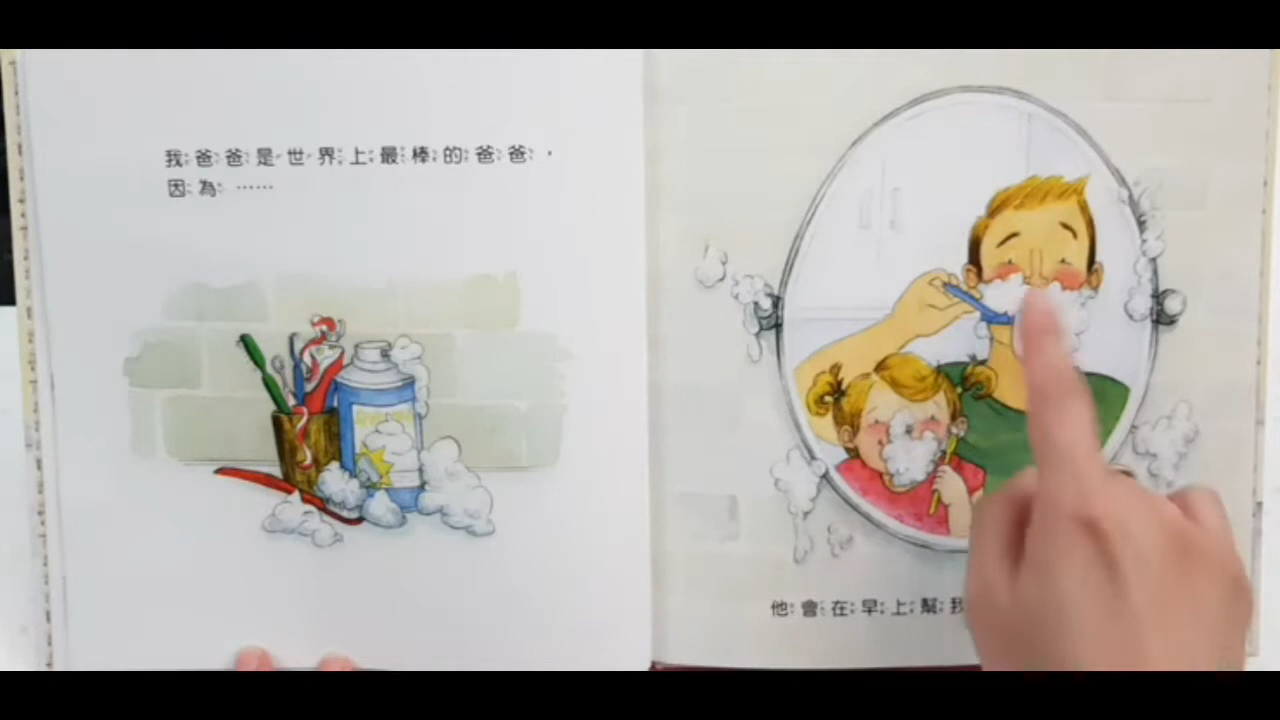 我爸爸是世界上最棒的爸爸，
因為……
他會在早上幫我